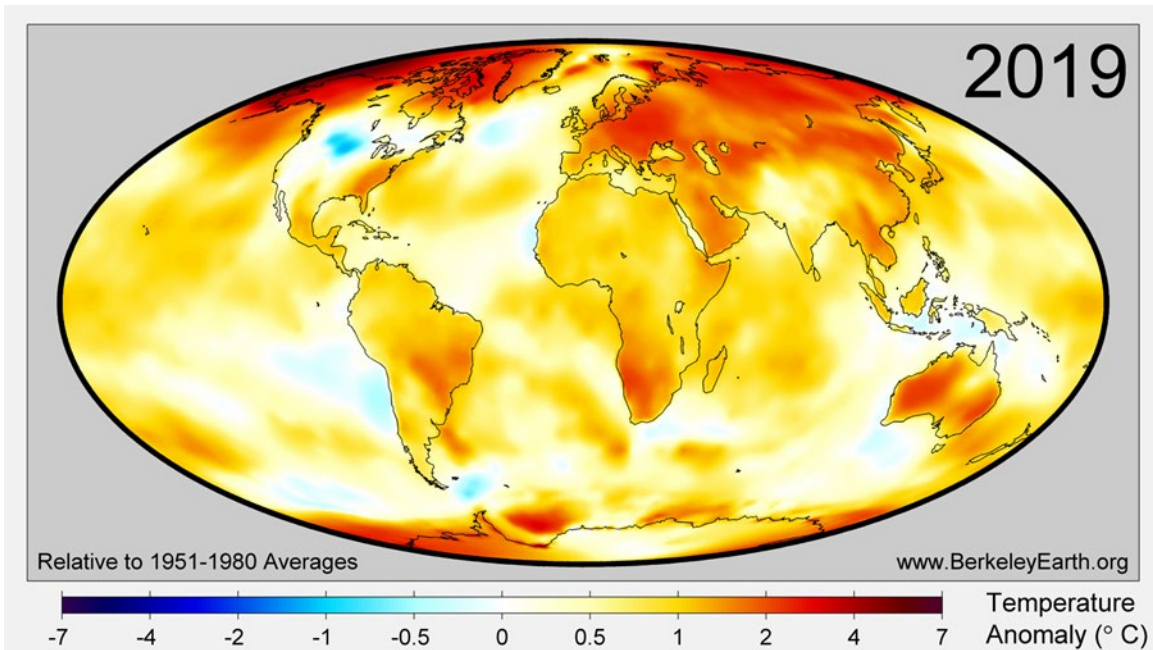 2019
Relative to 1951-1980 Averages
www.BerkeleyEarth.org
-7 -4 -2 -1 -0.5 0 0.5 1 2 4 7
Temperature
Anomaly (° C)